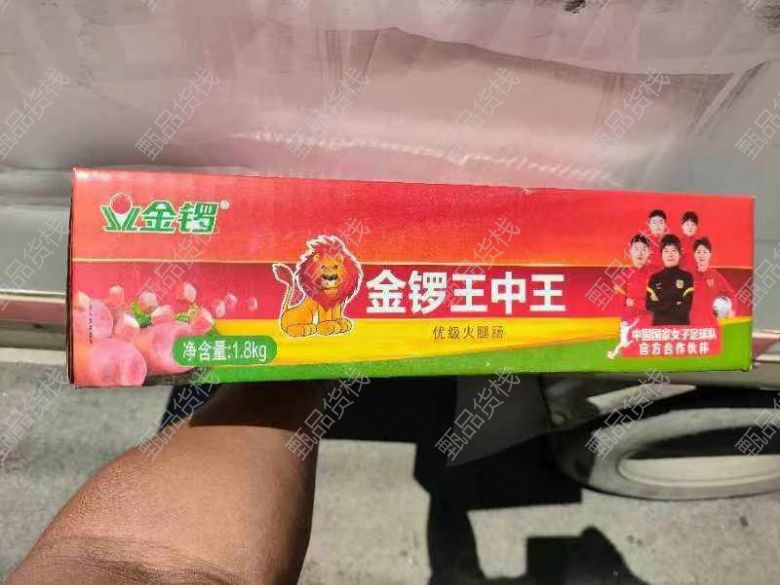 金锣®
金锣王中王
优级火腿肠
净含量:1.8kg
中国国家女子足球队
官方合作伙伴
甄品货栈